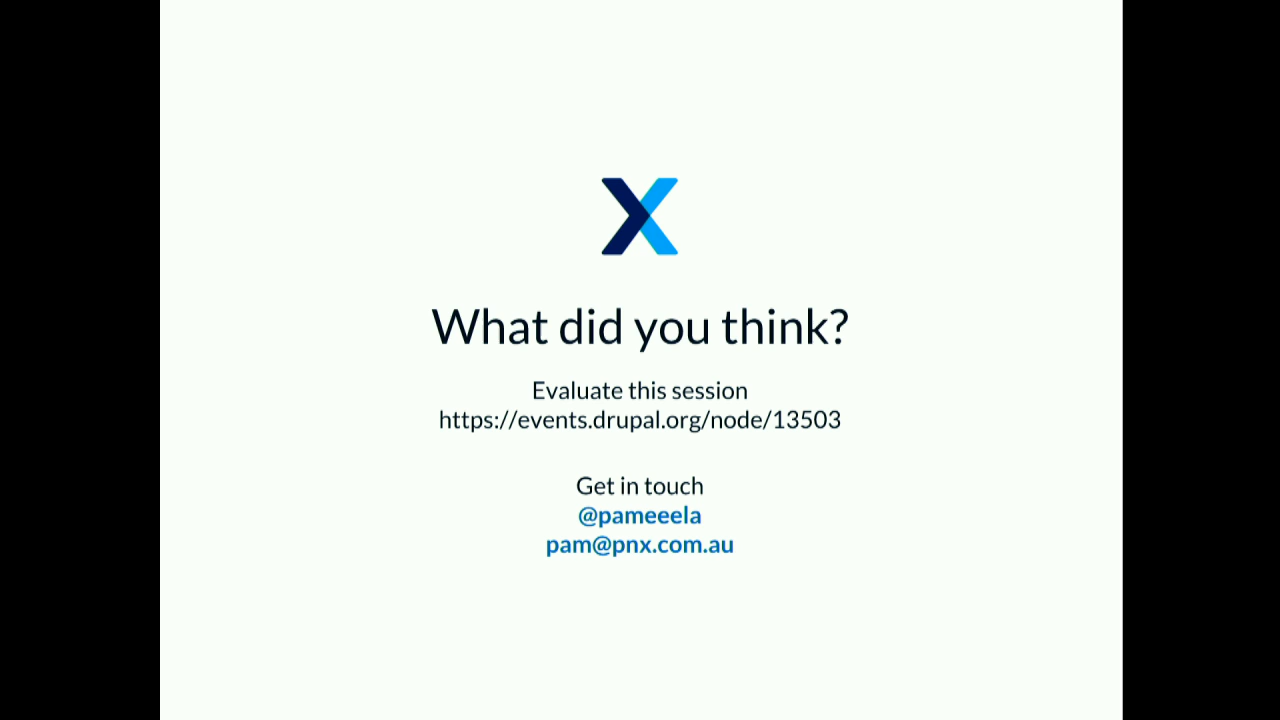 What did you think?
Evaluate this session
https://events.drupal.org/node/13503
Get in touch
@pameeela
pam@pnx.com.au